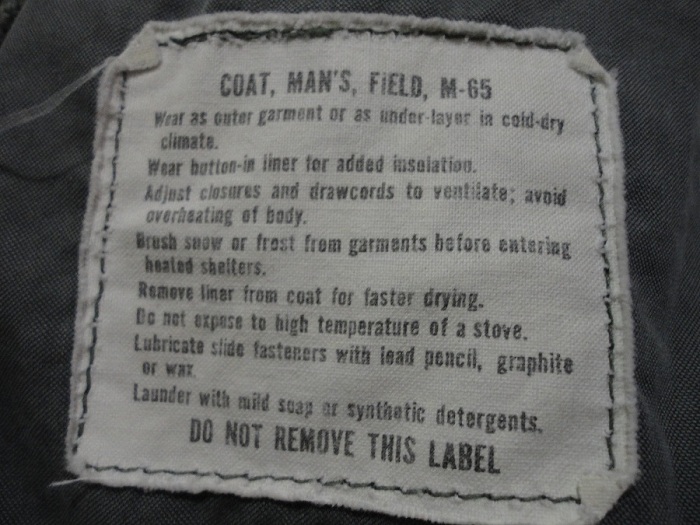 COAT, MAN'S, FIELD, M-65
Wear as outer garment or as under-layer in cold-dry
climate.
Wear button-in liner for added insulation.
Adjust closures and drawcords to ventilate; avoid
overheating of body.
Brush snow or frost from garments before entering
heated shelters.
Remove liner from coat for faster drying.
Do not expose to high temperature of a stove.
Lubricate slide fasteners with lead pencil, graphite
or wax.
Launder with mild soap or synthetic detergents.
DO NOT REMOVE THIS LABEL